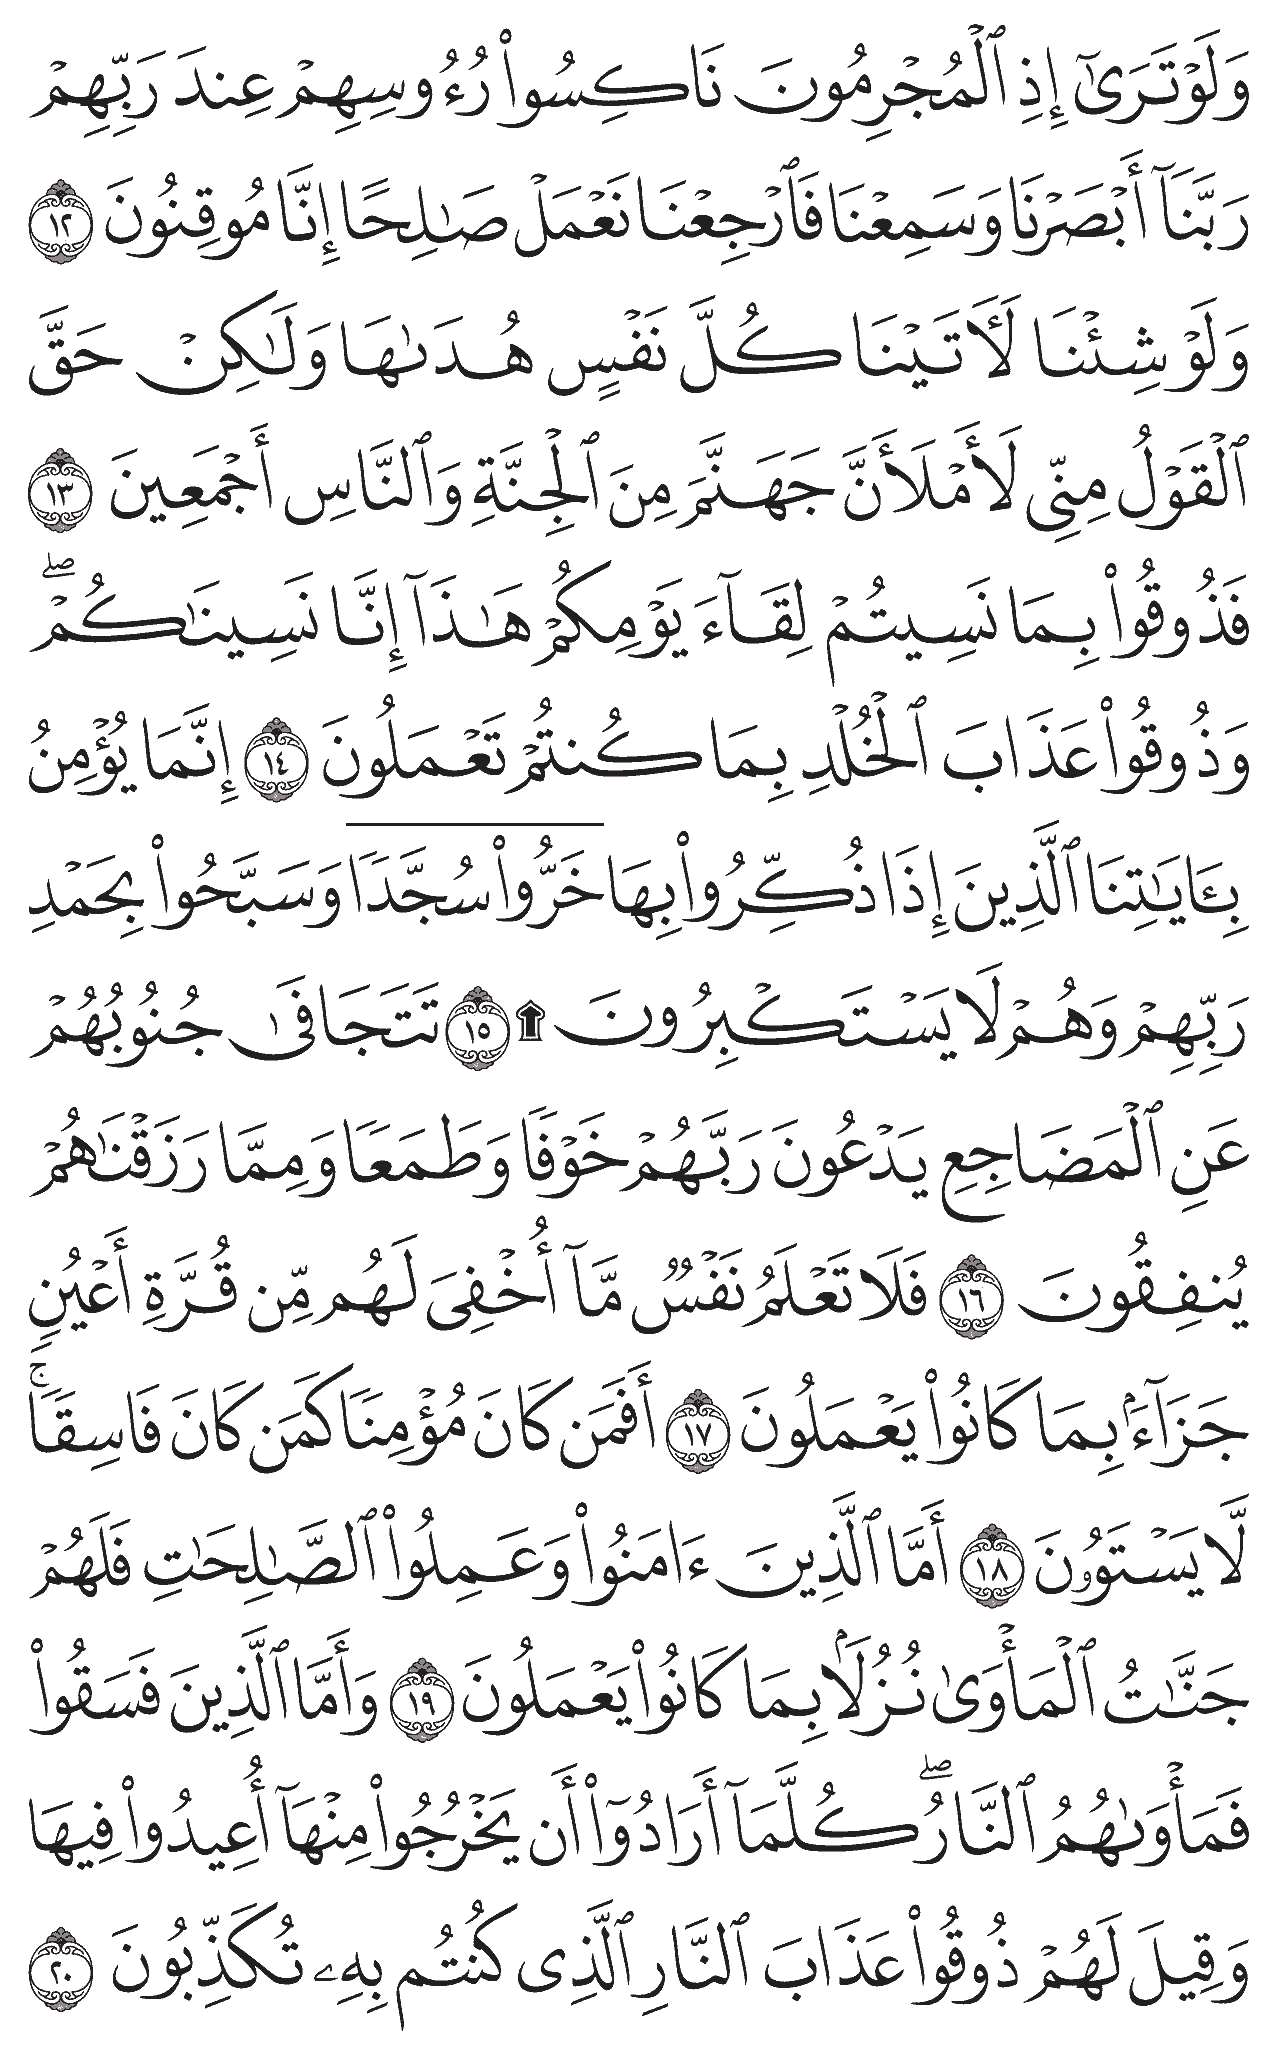 وَلَوۡ تَرَىٰٓ إِذِ ٱلۡمُجۡرِمُونَ نَاكِسُواْ رُءُوسِهِمۡ عِندَ رَبِّهِمۡ
رَبَّنَآ أَبۡصَرۡنَا وَسَمِعۡنَا فَٱرۡجِعۡنَا نَعۡمَلۡ صَٰلِحًا إِنَّا مُوقِنُونَ ١٢
وَلَوۡ شِئۡنَا لَأٓتَيۡنَا كُلَّ نَفۡسٍ هُدَىٰهَا وَلَٰكِنۡ حَقَّ
ٱلۡقَوۡلُ مِنِّي لَأَمۡلَأَنَّ جَهَنَّمَ مِنَ ٱلۡجِنَّةِ وَٱلنَّاسِ أَجۡمَعِينَ ١٣
فَذُوقُواْ بِمَا نَسِيتُمۡ لِقَآءَ يَوۡمِكُمۡ هَٰذَآ إِنَّا نَسِينَٰكُمۡۖ
وَذُوقُواْ عَذَابَ ٱلۡخُلۡدِ بِمَا كُنتُمۡ تَعۡمَلُونَ ١٤ إِنَّمَا يُؤۡمِنُ
بِـَٔايَٰتِنَا ٱلَّذِينَ إِذَا ذُكِّرُواْ بِهَا خَرُّواْ سُجَّدٗا وَسَبَّحُواْ بِحَمۡدِ
رَبِّهِمۡ وَهُمۡ لَا يَسۡتَكۡبِرُونَ ۩ ١٥ تَتَجَافَىٰ جُنُوبُهُمۡ
عَنِ ٱلۡمَضَاجِعِ يَدۡعُونَ رَبَّهُمۡ خَوۡفٗا وَطَمَعٗا وَمِمَّا رَزَقۡنَٰهُمۡ
يُنفِقُونَ ١٦ فَلَا تَعۡلَمُ نَفۡسٞ مَّآ أُخۡفِيَ لَهُم مِّن قُرَّةِ أَعۡيُنٖ
جَزَآءَۢ بِمَا كَانُواْ يَعۡمَلُونَ ١٧ أَفَمَن كَانَ مُؤۡمِنٗا كَمَن كَانَ فَاسِقٗاۚ
لَّا يَسۡتَوُۥنَ ١٨ أَمَّا ٱلَّذِينَ ءَامَنُواْ وَعَمِلُواْ ٱلصَّٰلِحَٰتِ فَلَهُمۡ
جَنَّٰتُ ٱلۡمَأۡوَىٰ نُزُلَۢا بِمَا كَانُواْ يَعۡمَلُونَ ١٩ وَأَمَّا ٱلَّذِينَ فَسَقُواْ
فَمَأۡوَىٰهُمُ ٱلنَّارُۖ كُلَّمَآ أَرَادُوٓاْ أَن يَخۡرُجُواْ مِنۡهَآ أُعِيدُواْ فِيهَا
وَقِيلَ لَهُمۡ ذُوقُواْ عَذَابَ ٱلنَّارِ ٱلَّذِي كُنتُم بِهِۦ تُكَذِّبُونَ ٢٠